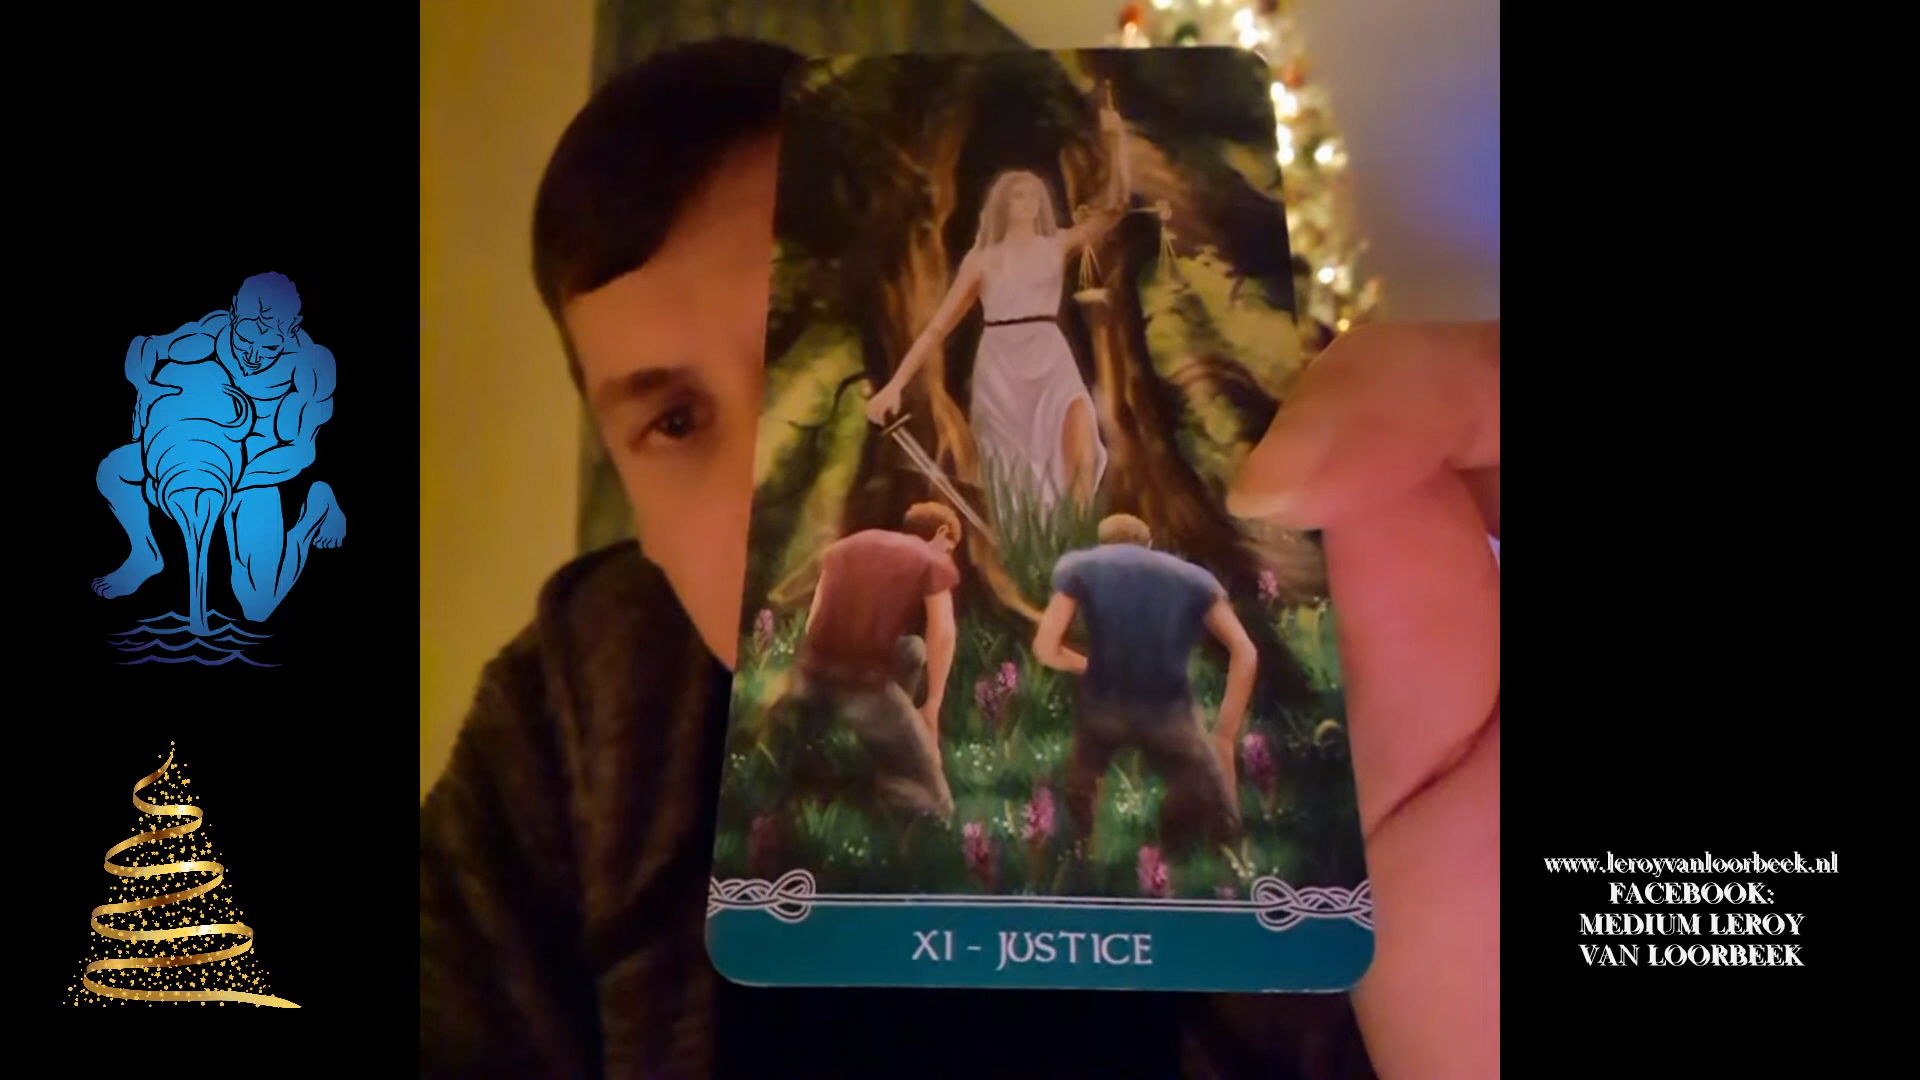 XI - JUSTICE
www.leroyvanloorbeek.nl
FACEBOOK:
MEDIUM LEROY
VAN LOORBEEK